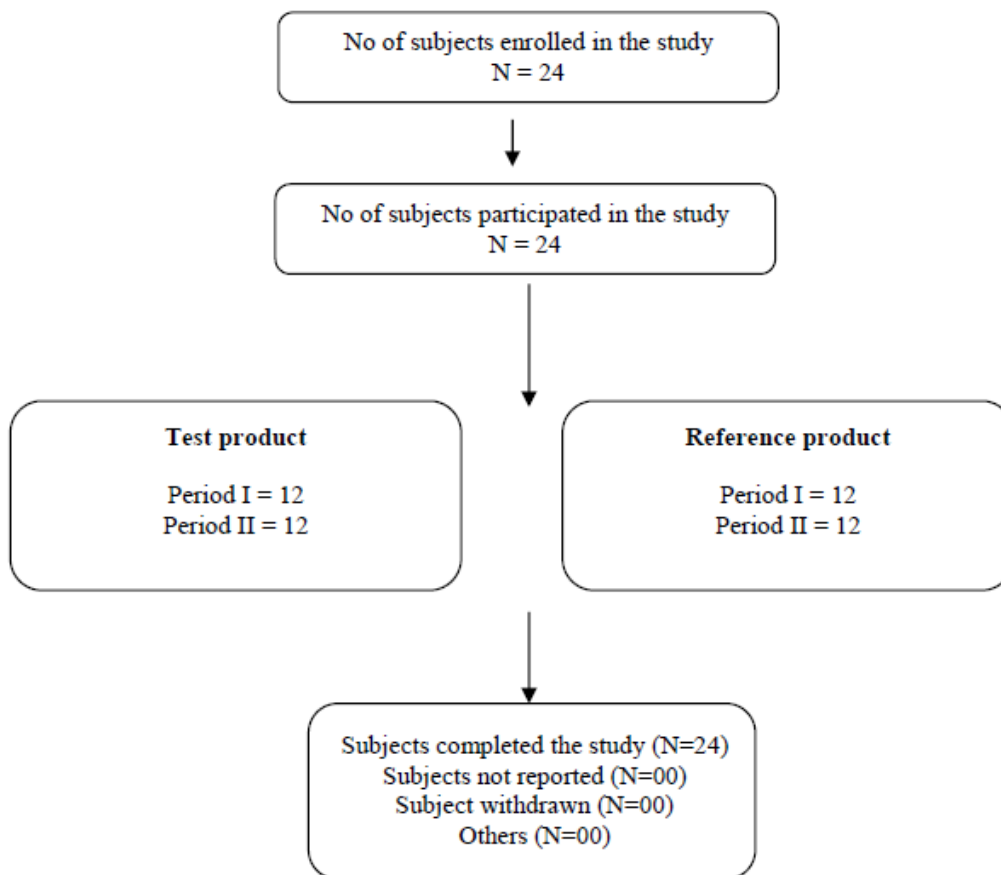 No of subjects enrolled in the study
N = 24
No of subjects participated in the study
N = 24
Test product
Period I = 12
Period II = 12
Reference product
Period I = 12
Period II = 12
Subjects completed the study (N=24)
Subjects not reported (N=00)
Subject withdrawn (N=00)
Others (N=00)